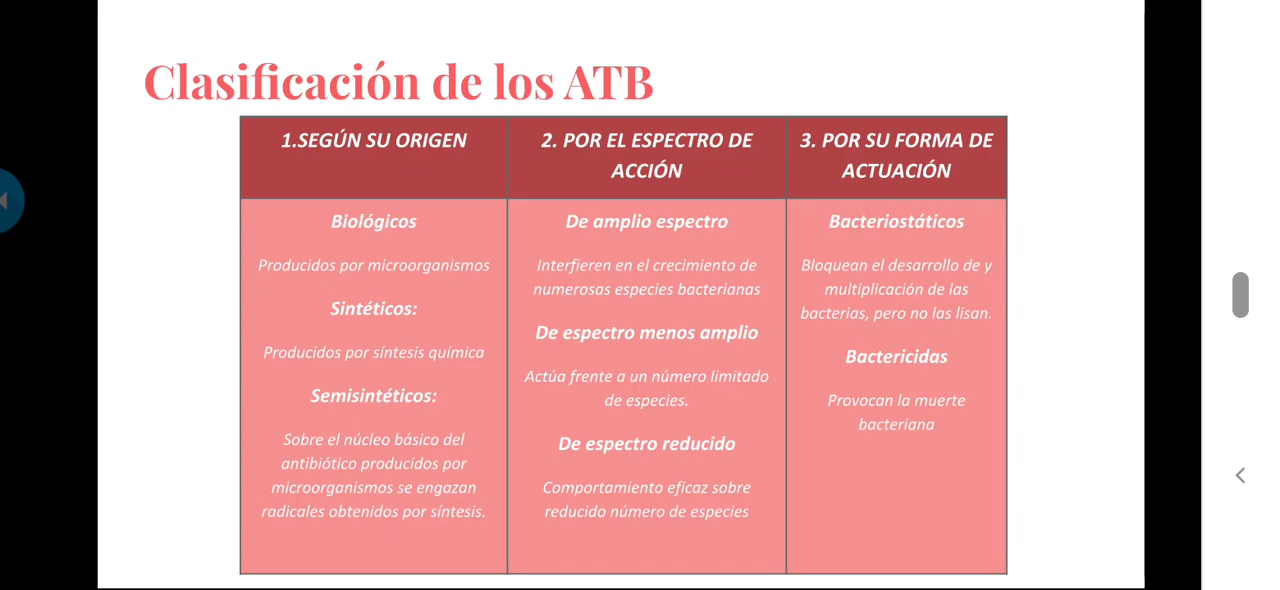 Clasificación de los ATB
1.SEGÚN SU ORIGEN
Biológicos
Producidos por microorganismos
Sintéticos:
Producidos por síntesis química
Semisintéticos:
Sobre el núcleo básico del
antibiótico producidos por
microorganismos se engazan
radicales obtenidos por síntesis.
2. POR EL ESPECTRO DE
ACCIÓN
De amplio espectro
Interfieren en el crecimiento de
numerosas especies bacterianas
De espectro menos amplio
Actúa frente a un número limitado
de especies.
De espectro reducido
Comportamiento eficaz sobre
reducido número de especies
3. POR SU FORMA DE
ACTUACIÓN
Bacteriostáticos
Bloquean el desarrollo de y
multiplicación de las
bacterias, pero no las lisan.
Bactericidas
Provocan la muerte
bacteriana